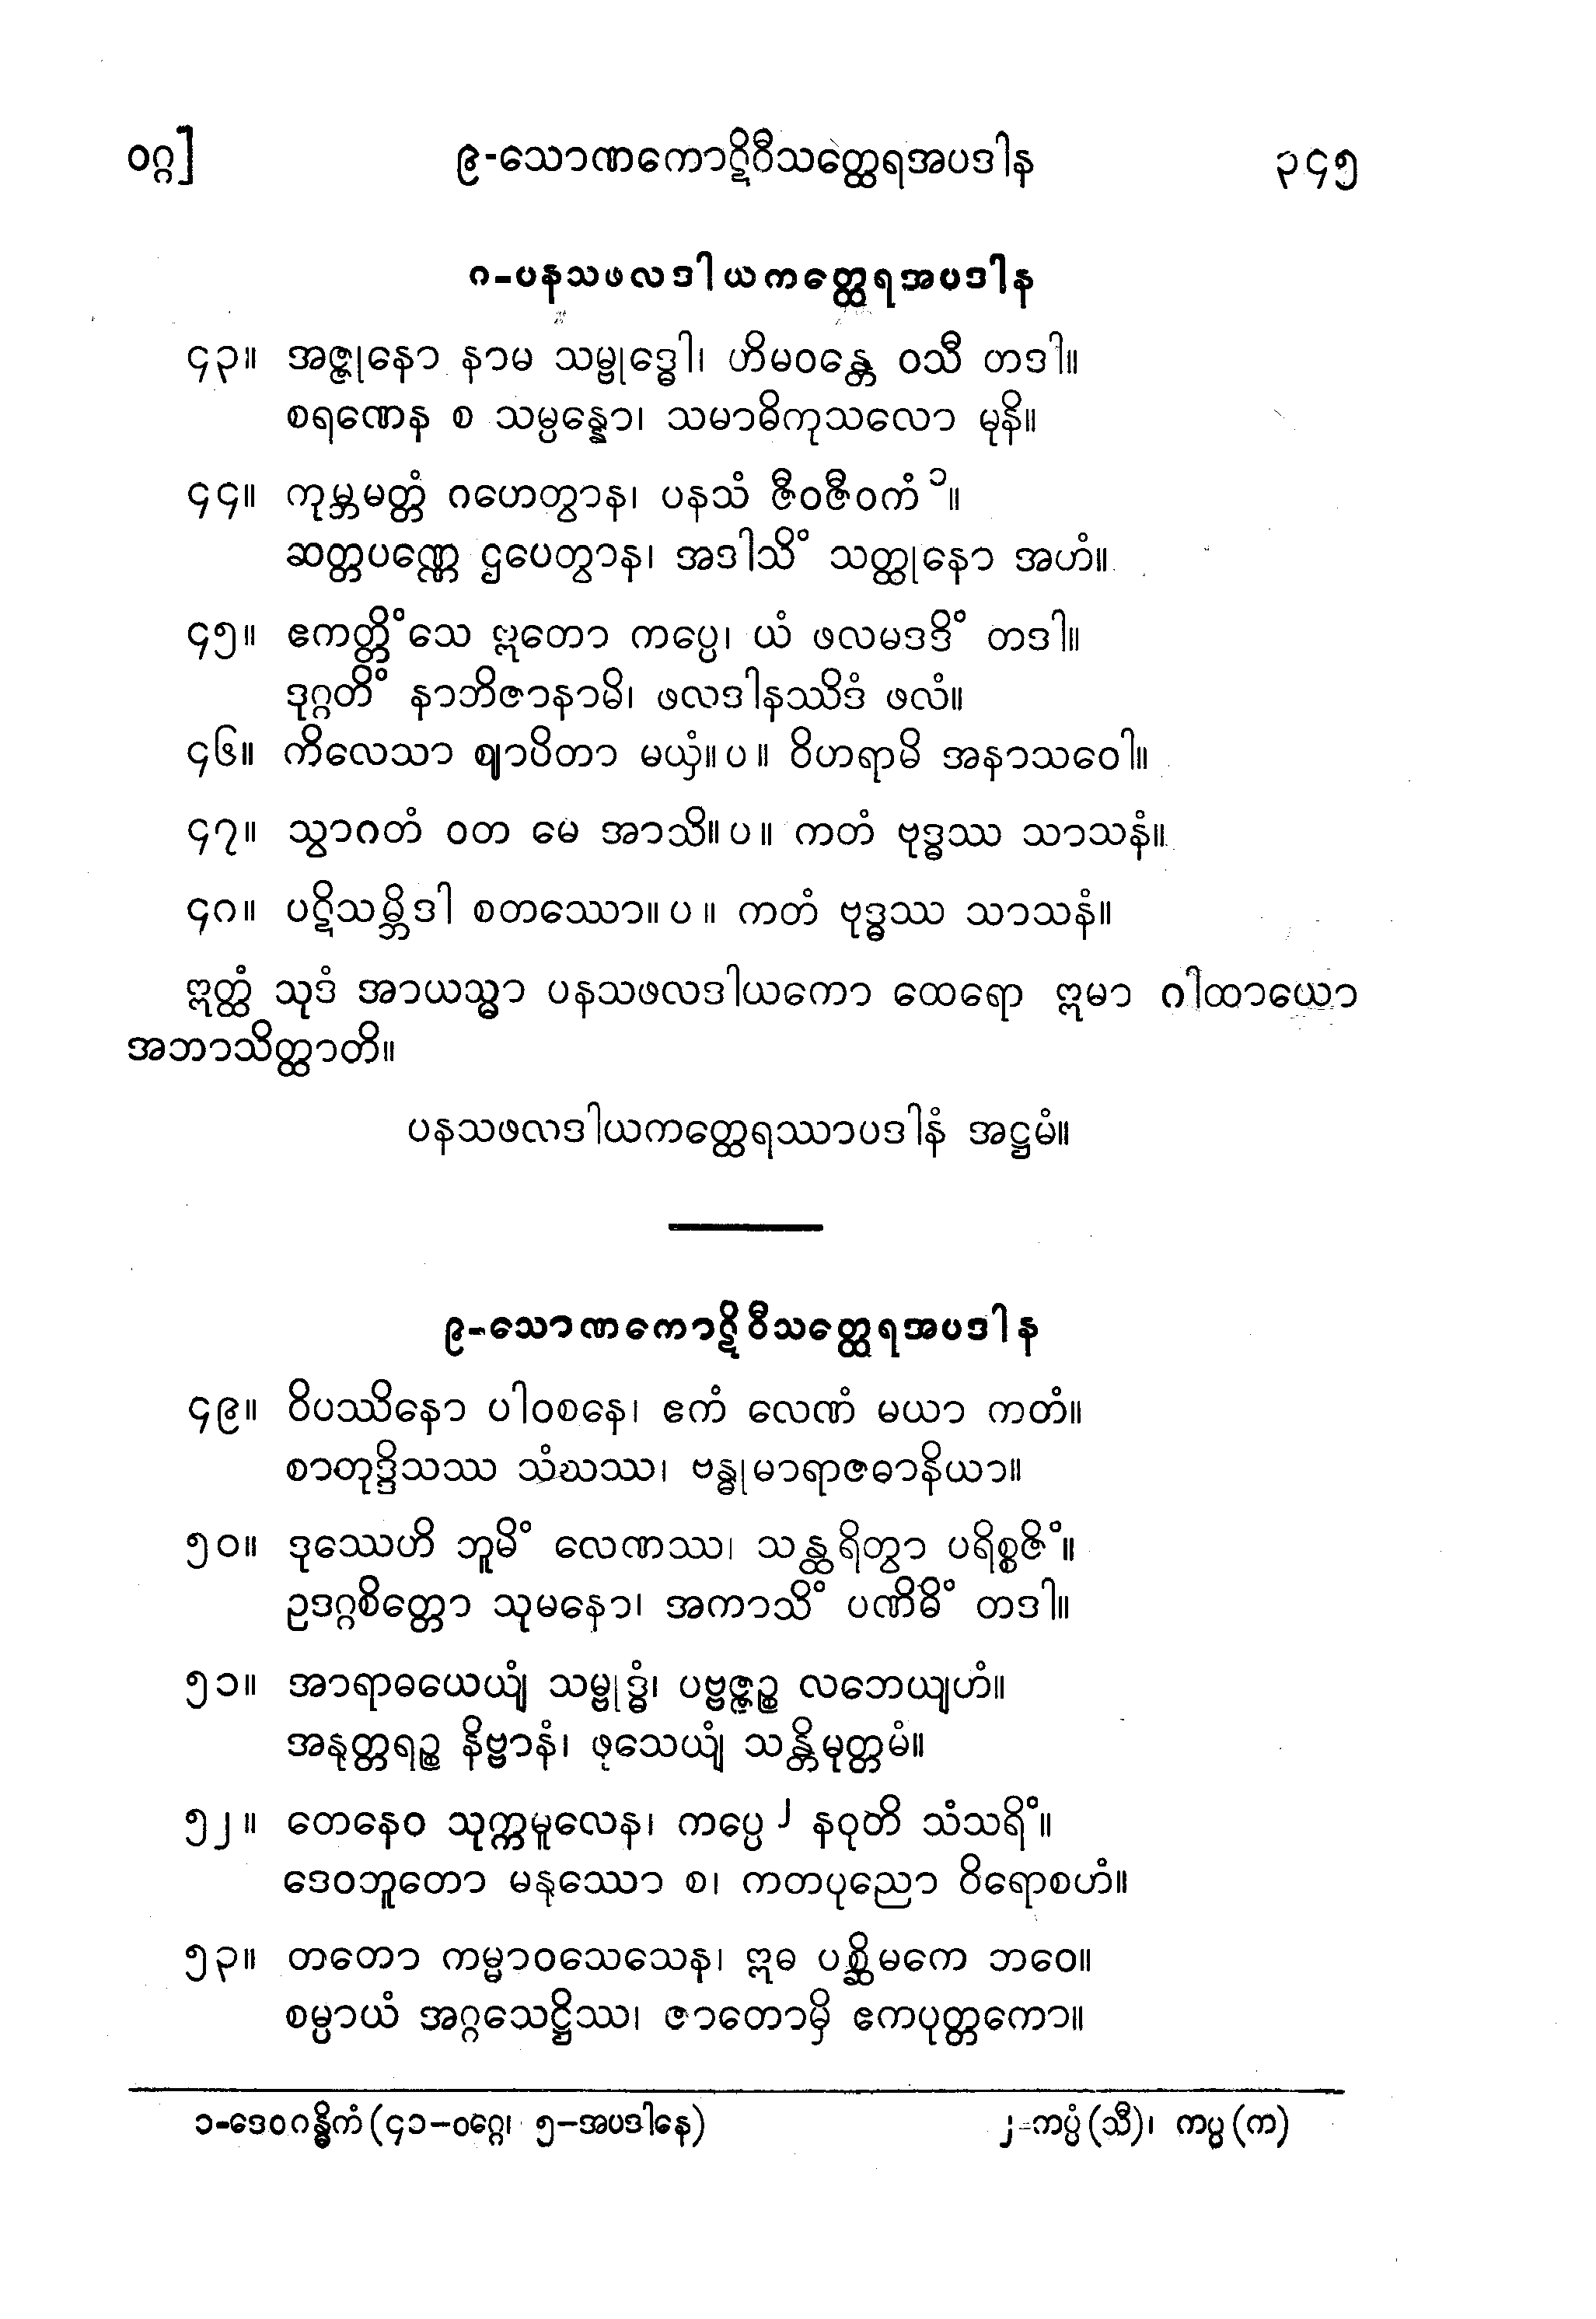 ဝဂ္ဂ] ၉-သောဏကောဋိဝီသတ္ထေရအပဒါန ၃၄၅
၈-ပနသဖလဒါယကတ္ထေရအပဒါန
၄၃။ အဇ္ဇုနော နာမ သမ္ဗုဒ္ဓေါ၊ ဟိမဝန္တေ ဝသီ တဒါ။
စရဏေန စ သမ္ပန္နော၊ သမာဓိကုသလော မုနိ။
၄၄။ ကုမ္ဘမတ္တံ ဂဟေတွာန၊ ပနသံ ဇီဝဇီဝကံ ၁။
ဆတ္တပဏ္ဏေ ဌပေတွာန၊ အဒါသိံ သတ္ထုနော အဟံ။
၄၅။ ဧကတ္တိံသေ ဣတော ကပ္ပေ၊ ယံ ဖလမဒဒိံ တဒါ။
ဒုဂ္ဂတိံ နာဘိဇာနာမိ၊ ဖလဒါနဿိဒံ ဖလံ။
၄၆။ ကိလေသာ ဈာပိတာ မယှံ။ပ။ ဝိဟရာမိ အနာသဝေါ။
၄၇။ သွာဂတံ ဝတ မေ အာသိ။ပ။ ကတံ ဗုဒ္ဓဿ သာသနံ။
၄၈။ ပဋိသမ္ဘိဒါ စတဿော။ပ။ ကတံ ဗုဒ္ဓဿ သာသနံ။
ဣတ္ထံ သုဒံ အာယသ္မာ ပနသဖလဒါယကော ထေရော ဣမာ ဂါထာယော
အဘာသိတ္ထာတိ။
ပနသဖလဒါယကတ္ထေရဿာပဒါနံ အဋ္ဌမံ။
၉-သောဏကောဋိဝီသတ္ထေရအပဒါန
၄၉။ ဝိပဿိနော ပါဝစနေ၊ ဧကံ လေဏံ မယာ ကတံ။
စာတုဒ္ဒိသဿ သံဃဿ၊ ဗန္ဓုမာရာဇဓာနိယာ။
၅၀။ ဒုဿေဟိ ဘူမိံ လေဏဿ၊ သန္ထရိတွာ ပရိစ္စဇိံ။
ဥဒဂ္ဂစိတ္တော သုမနော၊ အကာသိံ ပဏိဓိံ တဒါ။
၅၁။ အာရာဓယေယျံ သမ္ဗုဒ္ဓံ၊ ပဗ္ဗဇ္ဇဉ္စ လဘေယျဟံ။
အနုတ္တရဉ္စ နိဗ္ဗာနံ၊ ဖုသေယျံ သန္တိမုတ္တမံ။
၅၂။ တေနေဝ သုက္ကမူလေန၊ ကပ္ပေ ၂ နဝုတိ သံသရိံ။
ဒေဝဘူတော မနုဿော စ၊ ကတပုညော ဝိရောစဟံ။
၅၃။ တတော ကမ္မာဝသေသေန၊ ဣဓ ပစ္ဆိမကေ ဘဝေ။
စမ္ပာယံ အဂ္ဂသေဋ္ဌိဿ၊ ဇာတောမှိ ဧကပုတ္တကော။
၁-ဒေဝဂန္ဓိကံ (၄၁-ဝဂ္ဂေ၊ ၅-အပဒါနေ) ၂-ကပ္ပံ (သီ)၊ ကပ္ပ (က)